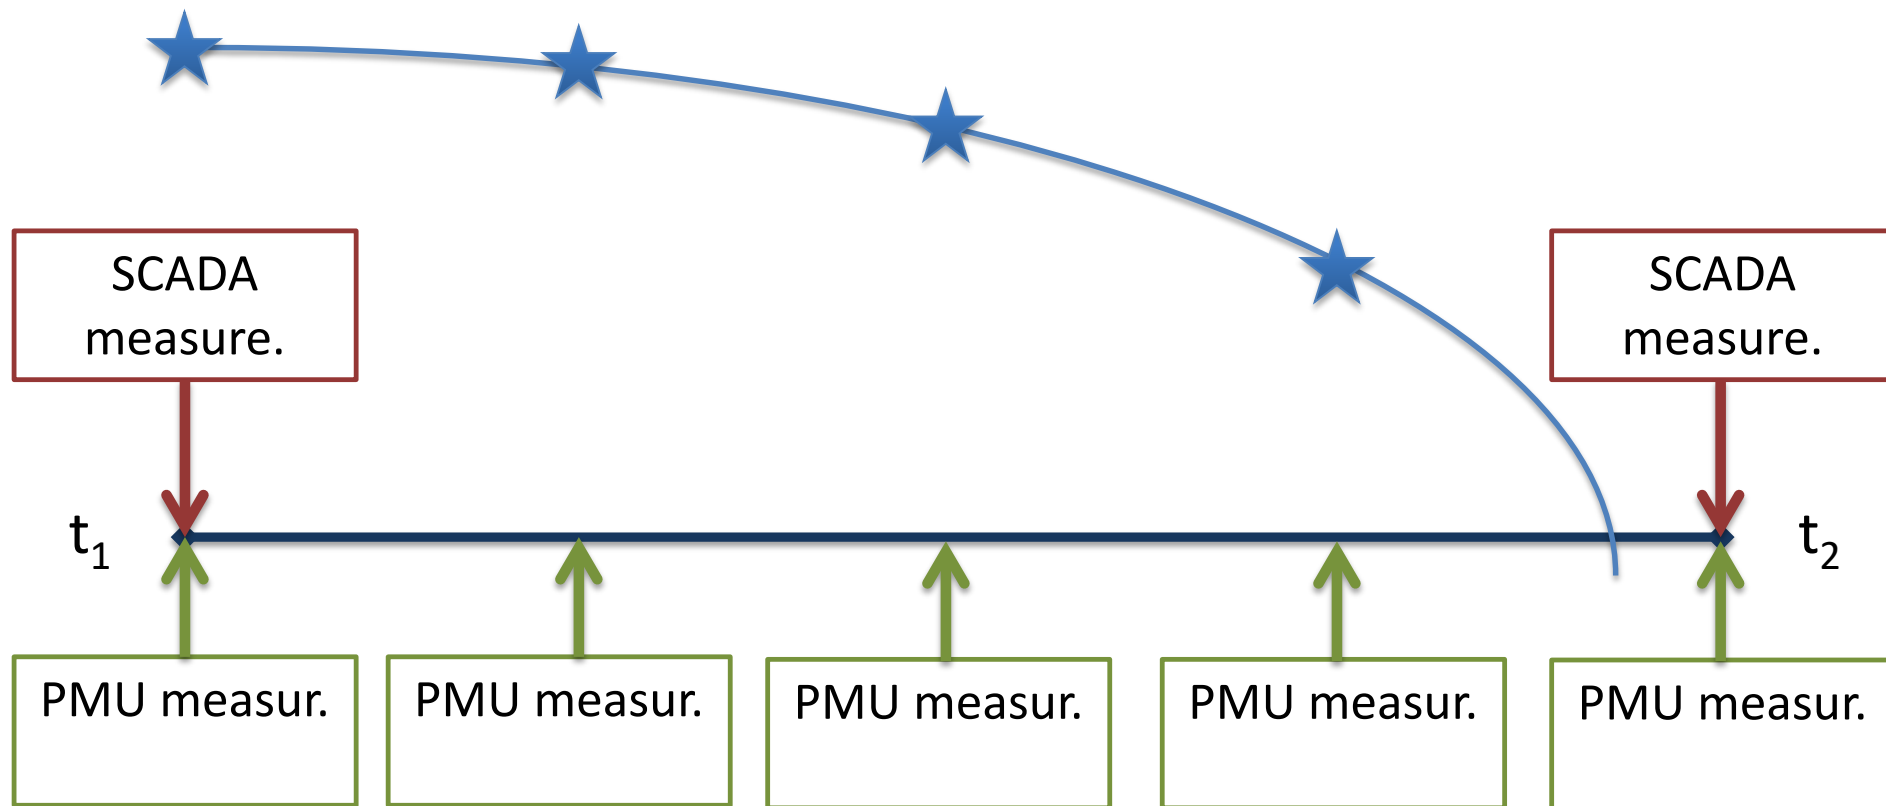 SCADA
measure.
SCADA
measure.
t₁
t₂
PMU measur.
PMU measur.
PMU measur.
PMU measur.
PMU measur.